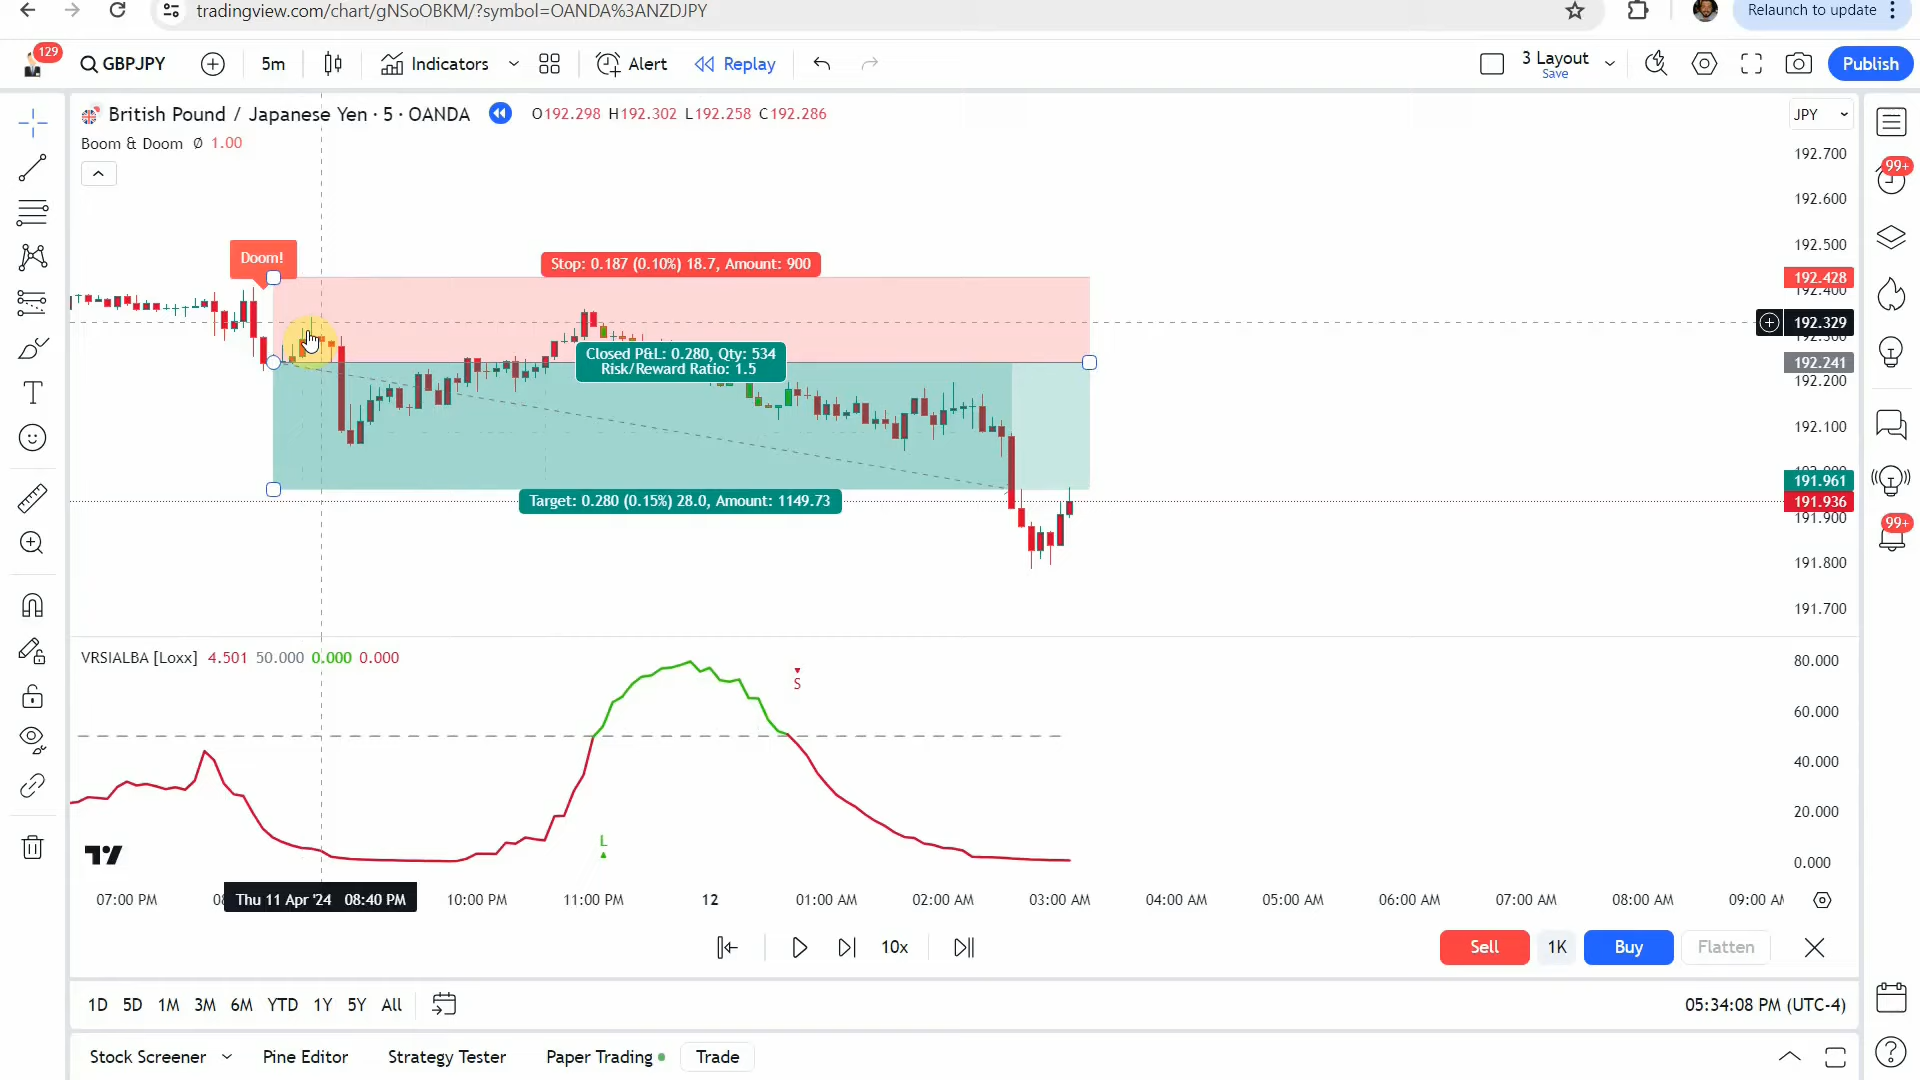 tradingview.com/chart/gNSoOBKM/?symbol=OANDA%3ANZDJPY
Relaunch to update
129
GBPJPY
5m
Indicators
Alert
Replay
3 Layout
Save
Publish
British Pound / Japanese Yen · 5 · OANDA
O192.298 H192.302 L192.258 C192.286
JPY
Boom & Doom Ø 1.00
192.700
99+
192.600
192.500
Doom!
Stop: 0.187 (0.10%) 18.7, Amount: 900
192.428
192.400
192.329
192.300
Closed P&L: 0.280, Qty: 534
Risk/Reward Ratio: 1.5
192.241
192.200
192.100
192.000
191.961
Target: 0.280 (0.15%) 28.0, Amount: 1149.73
191.936
191.900
99+
191.800
191.700
VRSIALBA [Loxx] 4.501 50.000 0.000 0.000
80.000
S
60.000
40.000
20.000
L
0.000
07:00 PM
Thu 11 Apr '24 08:40 PM
10:00 PM
11:00 PM
12
01:00 AM
02:00 AM
03:00 AM
04:00 AM
05:00 AM
06:00 AM
07:00 AM
08:00 AM
09:00 AM
10x
Sell
1K
Buy
Flatten
1D 5D 1M 3M 6M YTD 1Y 5Y All
05:34:08 PM (UTC-4)
Stock Screener
Pine Editor
Strategy Tester
Paper Trading
Trade